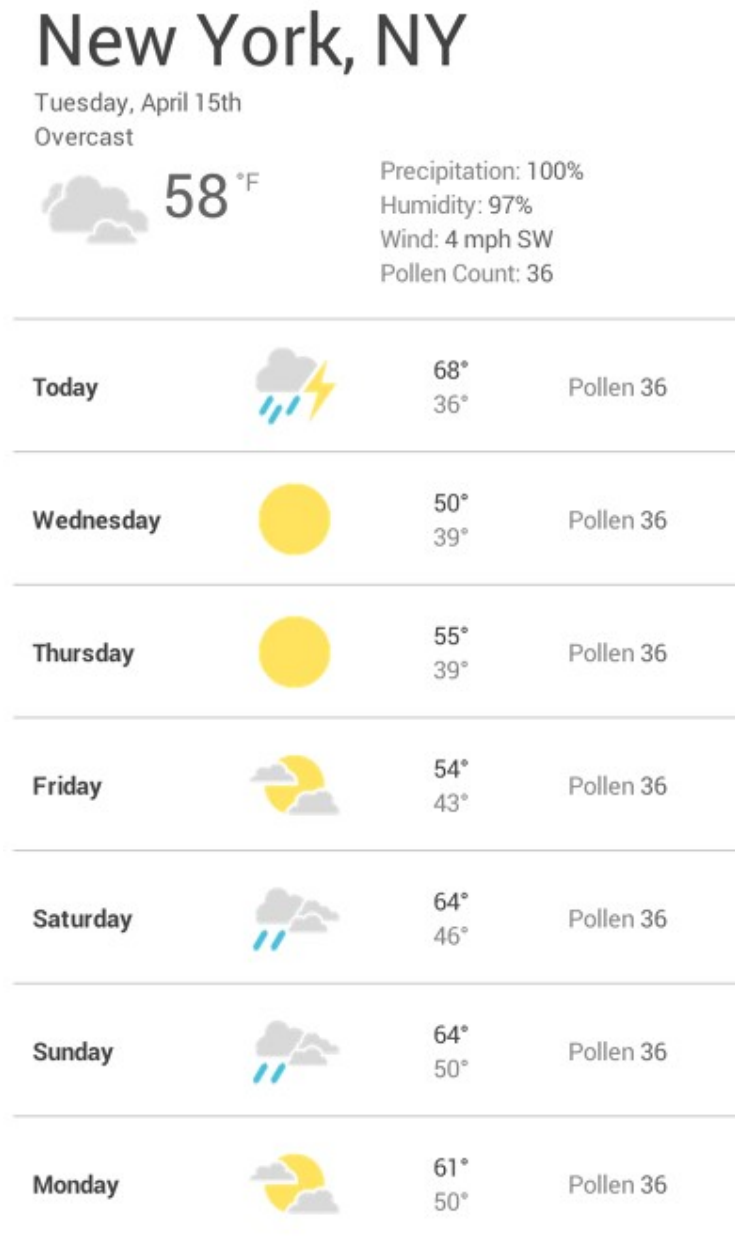 New York, NY
Tuesday, April 15th
Overcast
58 °F
Precipitation: 100%
Humidity: 97%
Wind: 4 mph SW
Pollen Count: 36
Today 68° Pollen 36
36°
Wednesday 50° Pollen 36
39°
Thursday 55° Pollen 36
39°
Friday 54° Pollen 36
43°
Saturday 64° Pollen 36
46°
Sunday 64° Pollen 36
50°
Monday 61° Pollen 36
50°